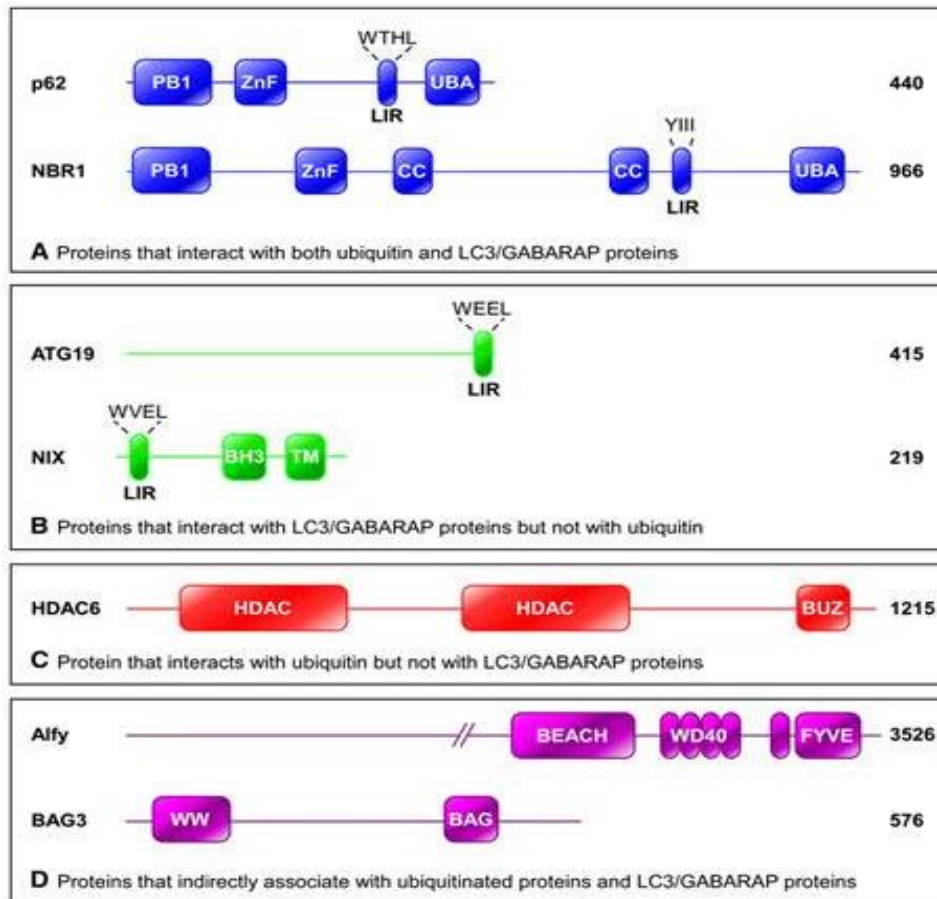 WTHL
p62 PB1 ZnF UBA 440
LIR
YIII
NBR1 PB1 ZnF CC CC UBA 966
LIR
A Proteins that interact with both ubiquitin and LC3/GABARAP proteins
WEEL
ATG19 415
LIR
WVEL
NIX BH3 TM 219
LIR
B Proteins that interact with LC3/GABARAP proteins but not with ubiquitin
HDAC6 HDAC HDAC BUZ 1215
C Protein that interacts with ubiquitin but not with LC3/GABARAP proteins
Alfy BEACH WD40 FYVE 3526
BAG3 WW BAG 576
D Proteins that indirectly associate with ubiquitinated proteins and LC3/GABARAP proteins